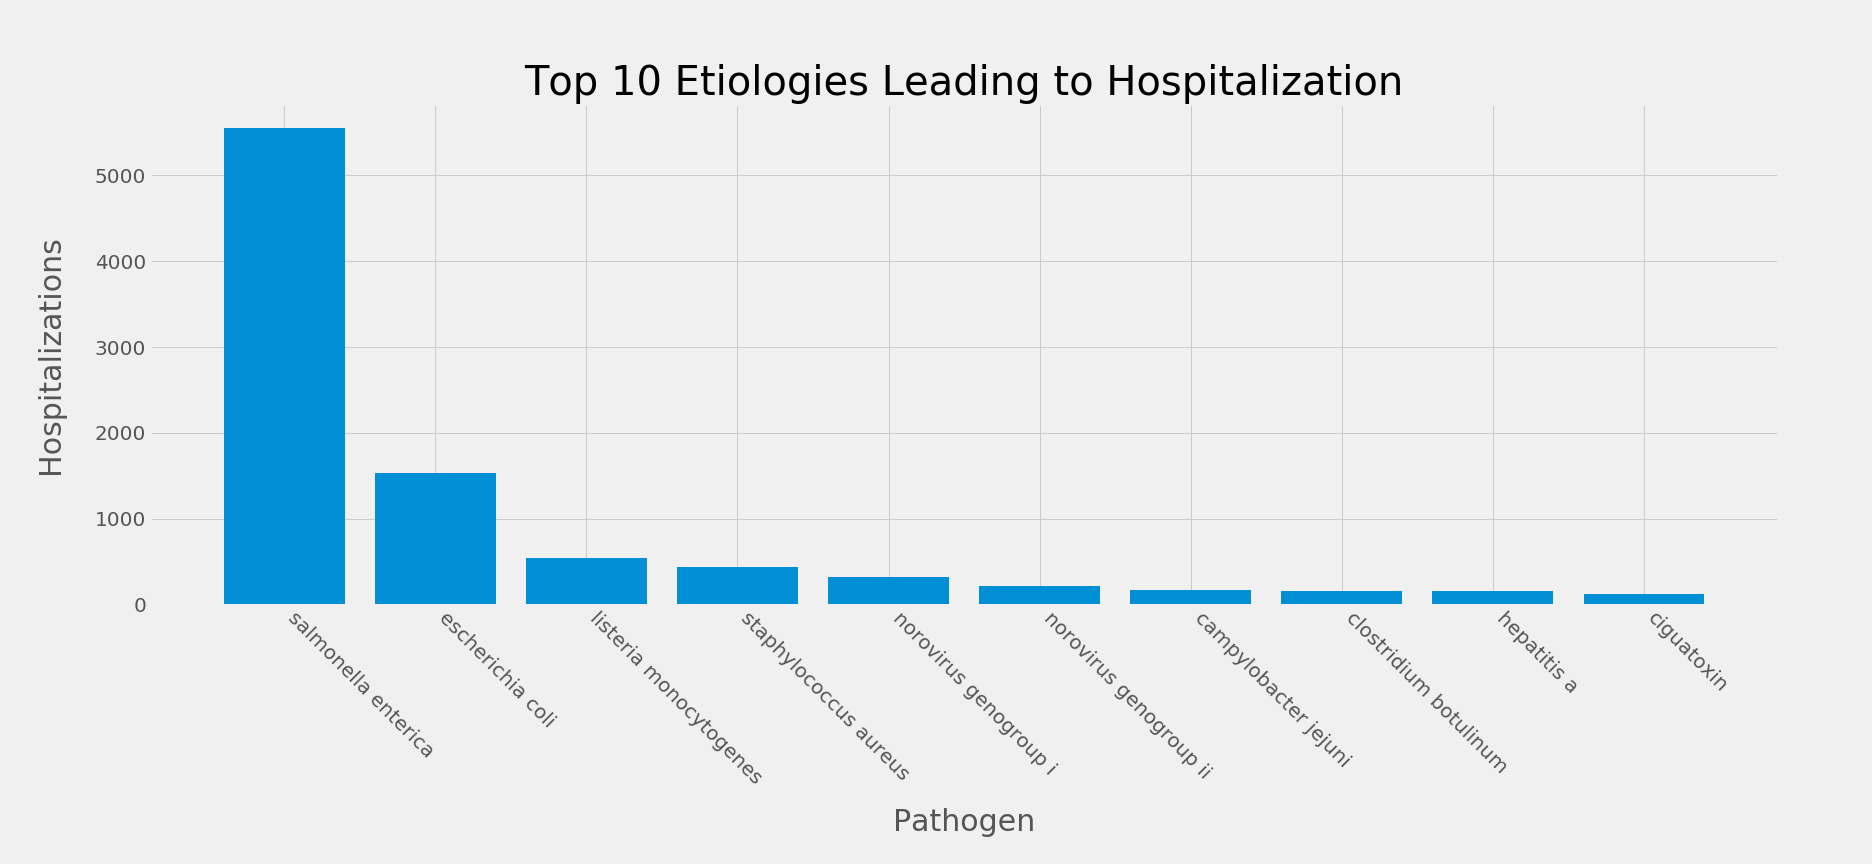 Top 10 Etiologies Leading to Hospitalization
Hospitalizations
5000
4000
3000
2000
1000
0
salmonella enterica
escherichia coli
listeria monocytogenes
staphylococcus aureus
norovirus genogroup i
norovirus genogroup ii
campylobacter jejuni
clostridium botulinum
hepatitis a
ciguatoxin
Pathogen